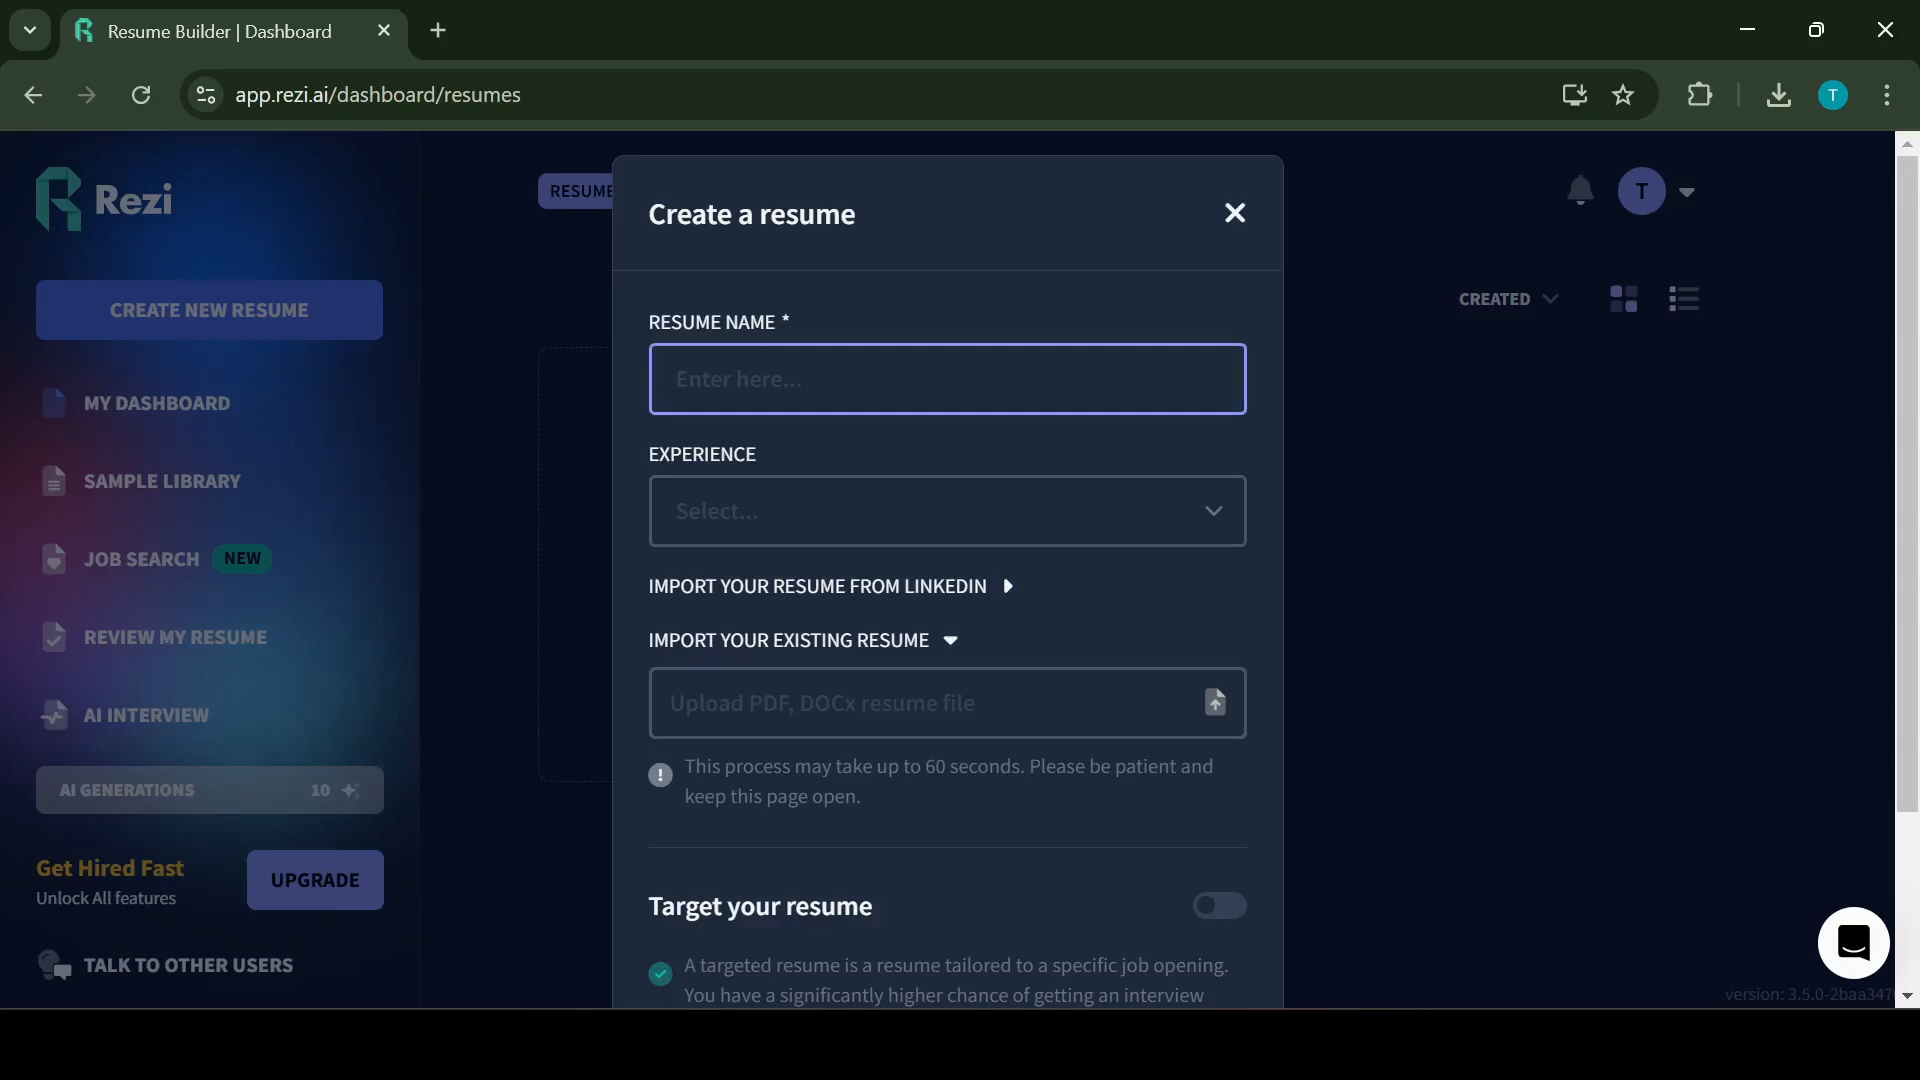 Resume Builder | Dashboard
app.rezi.ai/dashboard/resumes
T
Rezi
CREATE NEW RESUME
MY DASHBOARD
SAMPLE LIBRARY
JOB SEARCH NEW
REVIEW MY RESUME
AI INTERVIEW
AI GENERATIONS 10
Get Hired Fast
Unlock All features
UPGRADE
TALK TO OTHER USERS
RESUME
T
CREATED
Create a resume
RESUME NAME *
Enter here...
EXPERIENCE
Select...
IMPORT YOUR RESUME FROM LINKEDIN
IMPORT YOUR EXISTING RESUME
Upload PDF, DOCx resume file
This process may take up to 60 seconds. Please be patient and
keep this page open.
Target your resume
A targeted resume is a resume tailored to a specific job opening.
You have a significantly higher chance of getting an interview
version: 3.5.0-2baa347